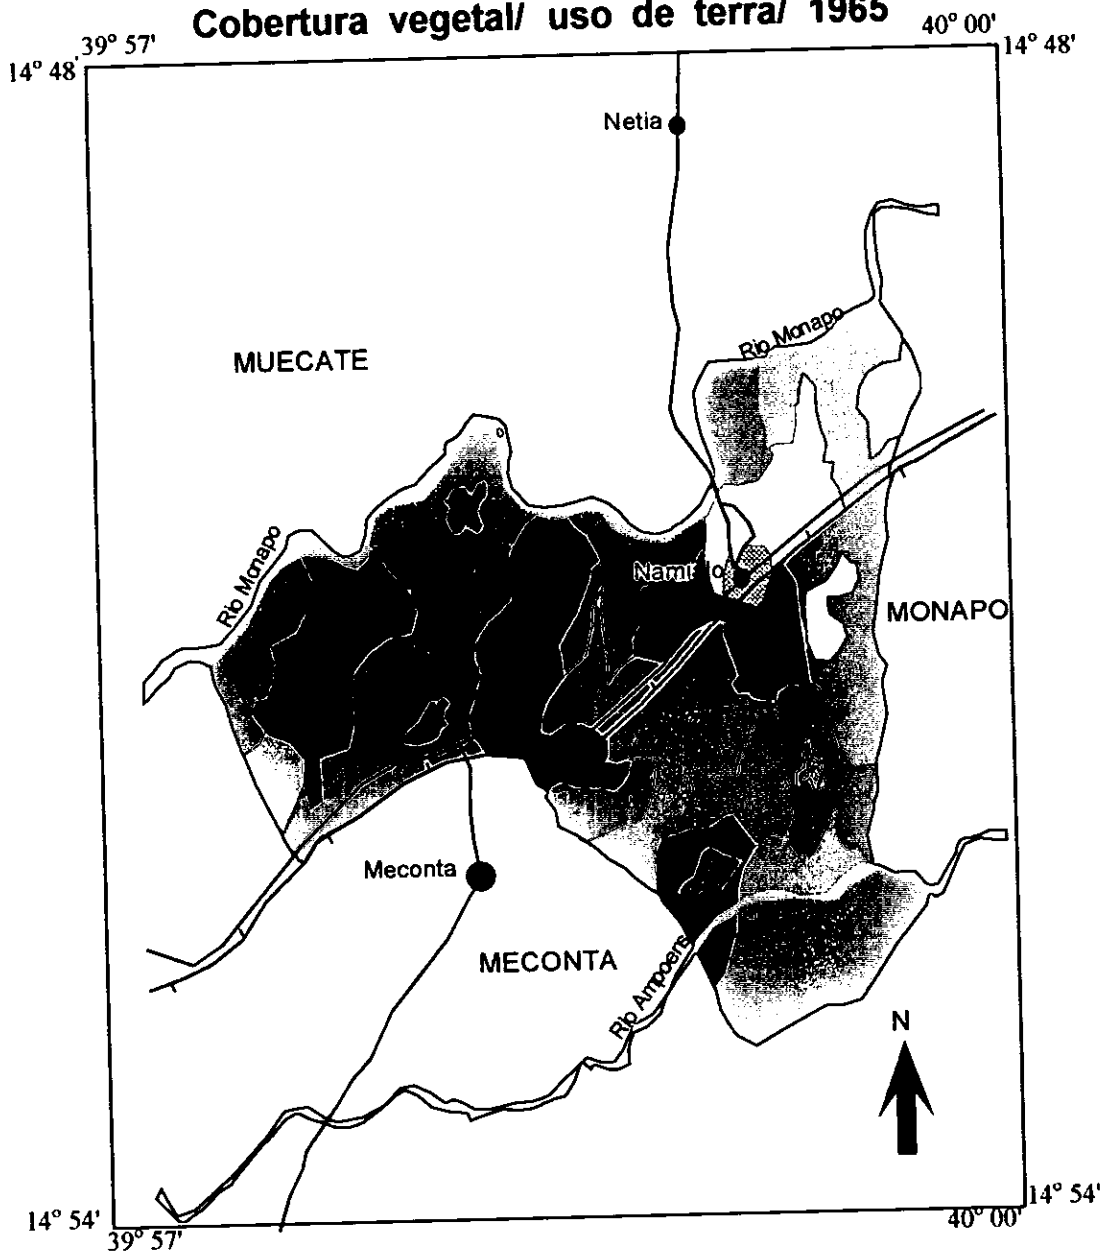 Cobertura vegetal/ uso de terra/ 1965
39° 57'
40° 00'
14° 48'
14° 48'
Netia
Rio Monapo
MUECATE
Rio Monapo
MONAPO
Meconta
MECONTA
Rio Ampoens
N
14° 54'
14° 54'
39° 57'
40° 00'